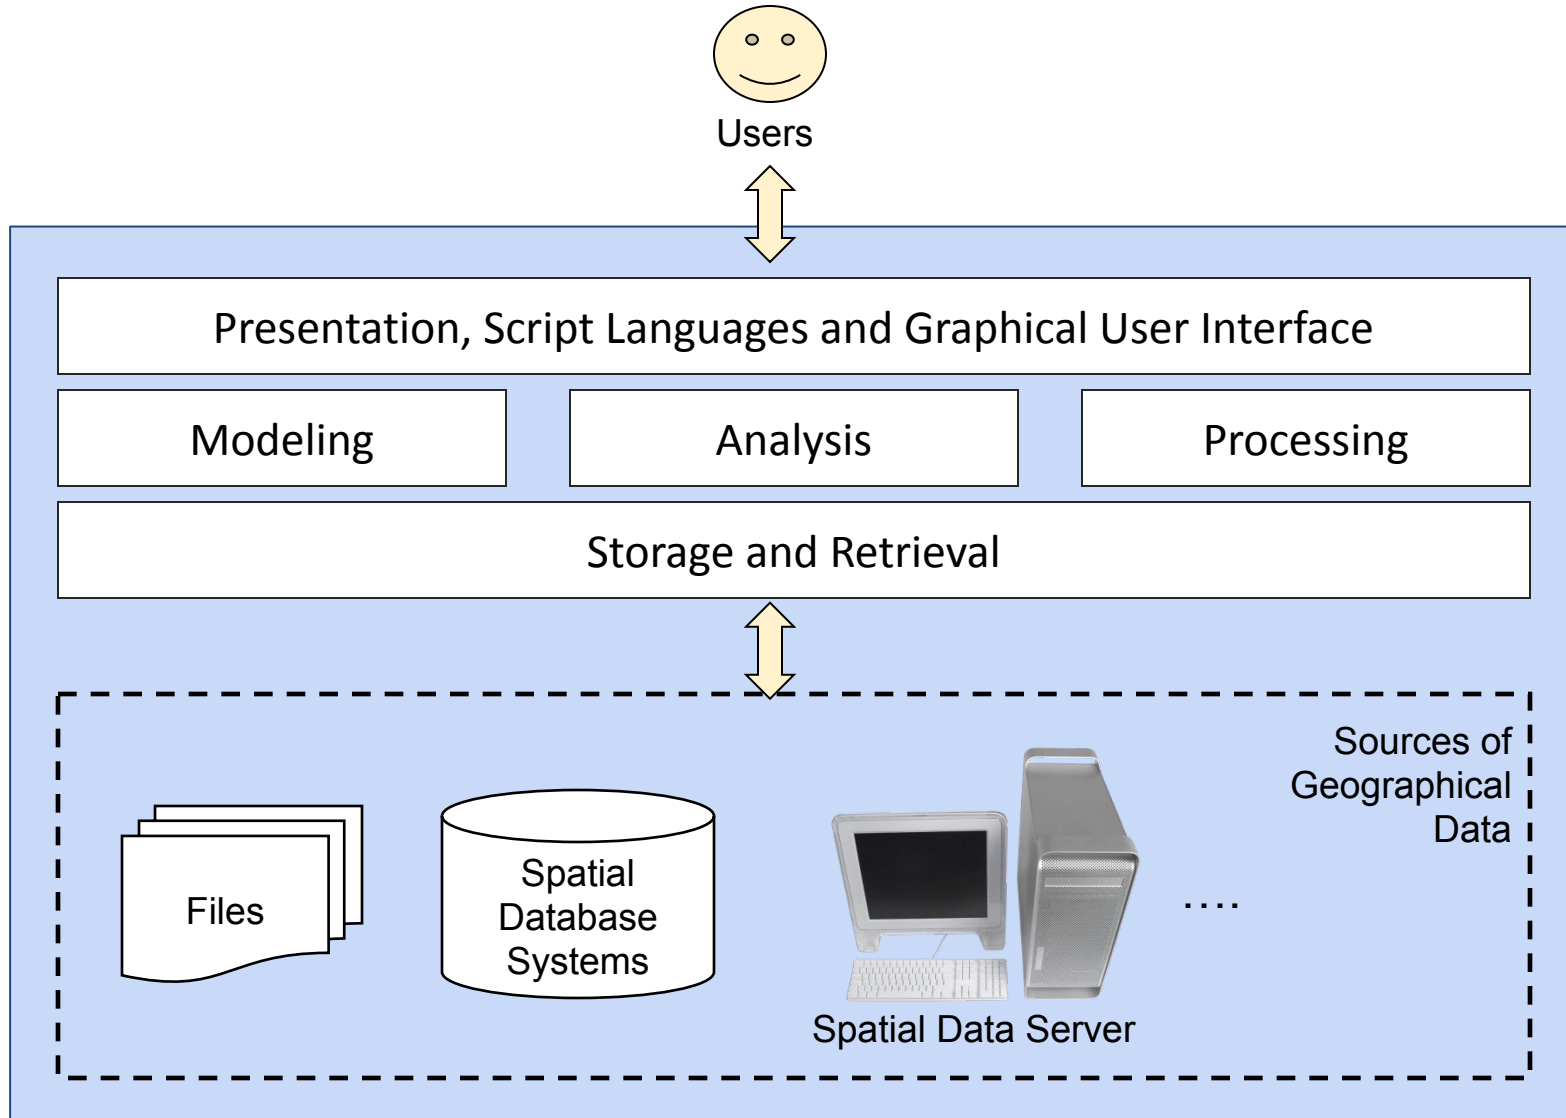 Users
Presentation, Script Languages and Graphical User Interface
Modeling
Analysis
Processing
Storage and Retrieval
Sources of
Geographical
Data
Files
Spatial
Database
Systems
....
Spatial Data Server